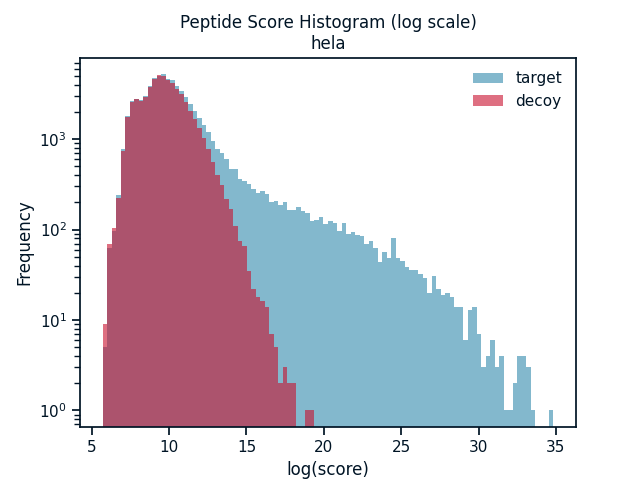 Peptide Score Histogram (log scale)
hela
target
decoy
Frequency
10³
10²
10¹
10⁰
5 10 15 20 25 30 35
log(score)